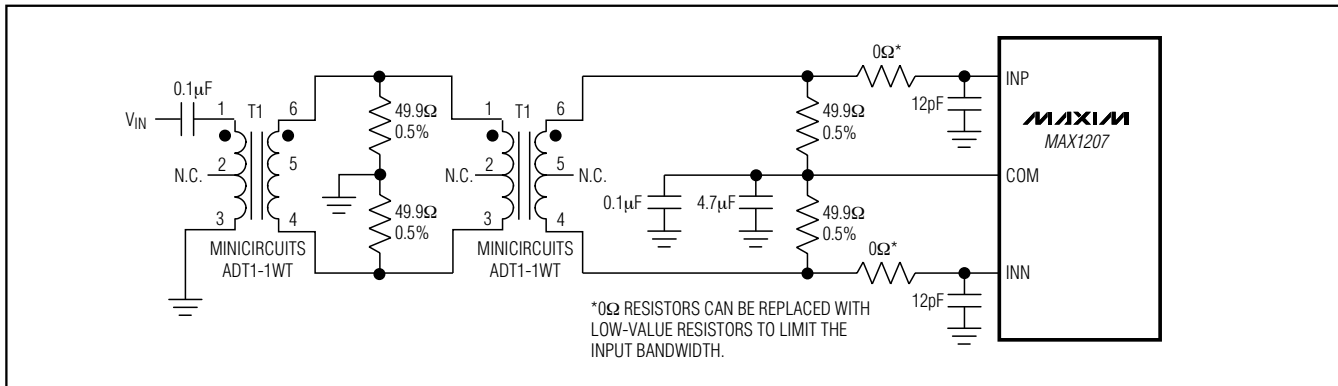 0.1μF
VIN
1
T1
6
N.C.
2
5
3
4
MINICIRCUITS
ADT1-1WT
49.9Ω
0.5%
49.9Ω
0.5%
1
T1
6
N.C.
2
5
N.C.
3
4
MINICIRCUITS
ADT1-1WT
0.1μF
4.7μF
49.9Ω
0.5%
49.9Ω
0.5%
0Ω*
12pF
0Ω*
12pF
INP
COM
INN
MAXIM
MAX1207
*0Ω RESISTORS CAN BE REPLACED WITH
LOW-VALUE RESISTORS TO LIMIT THE
INPUT BANDWIDTH.